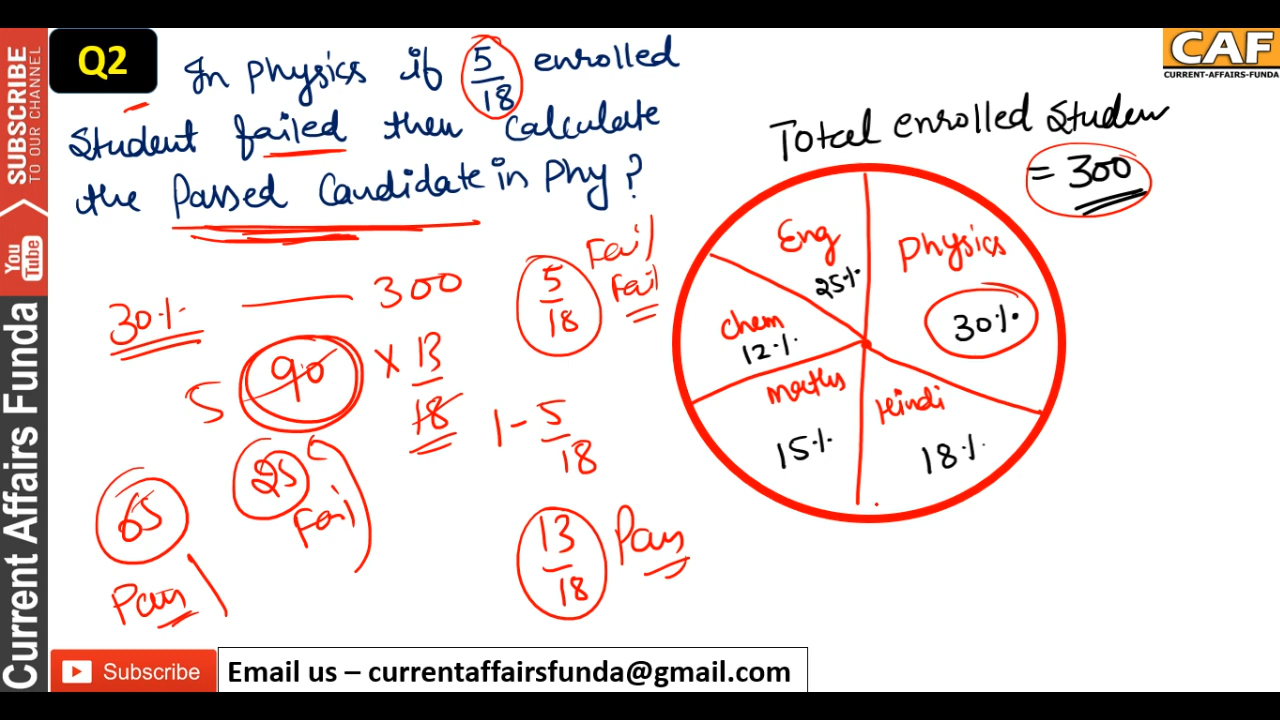 Q2
In Physics if 5/18 enrolled
Student failed then Calculate
the Passed Candidate in Phy?
CAF
CURRENT-AFFAIRS-FUNDA
Total enrolled Studen
= 300
30% — 300
5 90 × 13/18
25 Fail
65
Pass
5/18 Fail
Fail
1 - 5/18
13/18 Pass
Eng
25%
Physics
30%
Chem
12%
Maths
15%
Hindi
18%
SUBSCRIBE
TO OUR CHANNEL
You
Tube
Current Affairs Funda
Subscribe
Email us – currentaffairsfunda@gmail.com